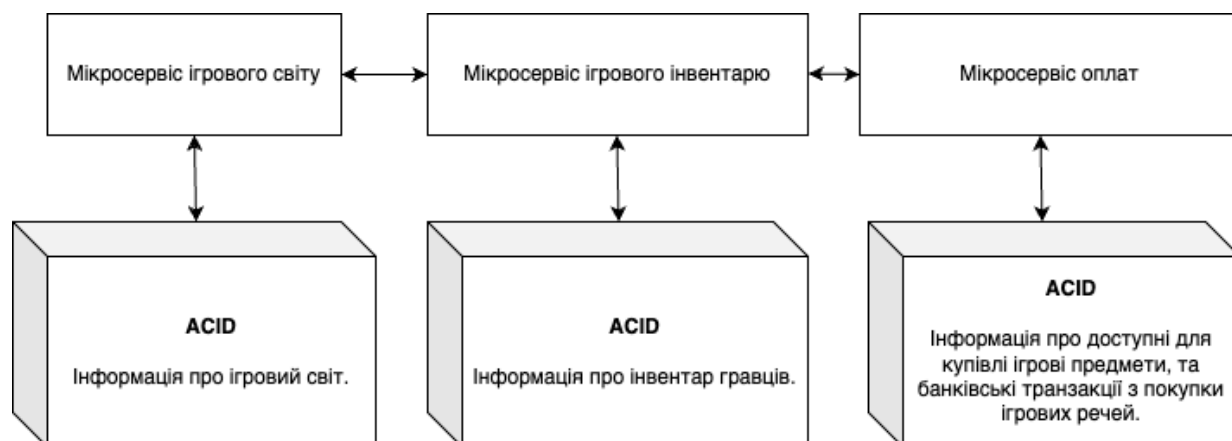 Мікросервіс ігрового світу
Мікросервіс ігрового інвентарю
Мікросервіс оплат
ACID
Інформація про ігровий світ.
ACID
Інформація про інвентар гравців.
ACID
Інформація про доступні для
купівлі ігрові предмети, та
банківські транзакції з покупки
ігрових речей.